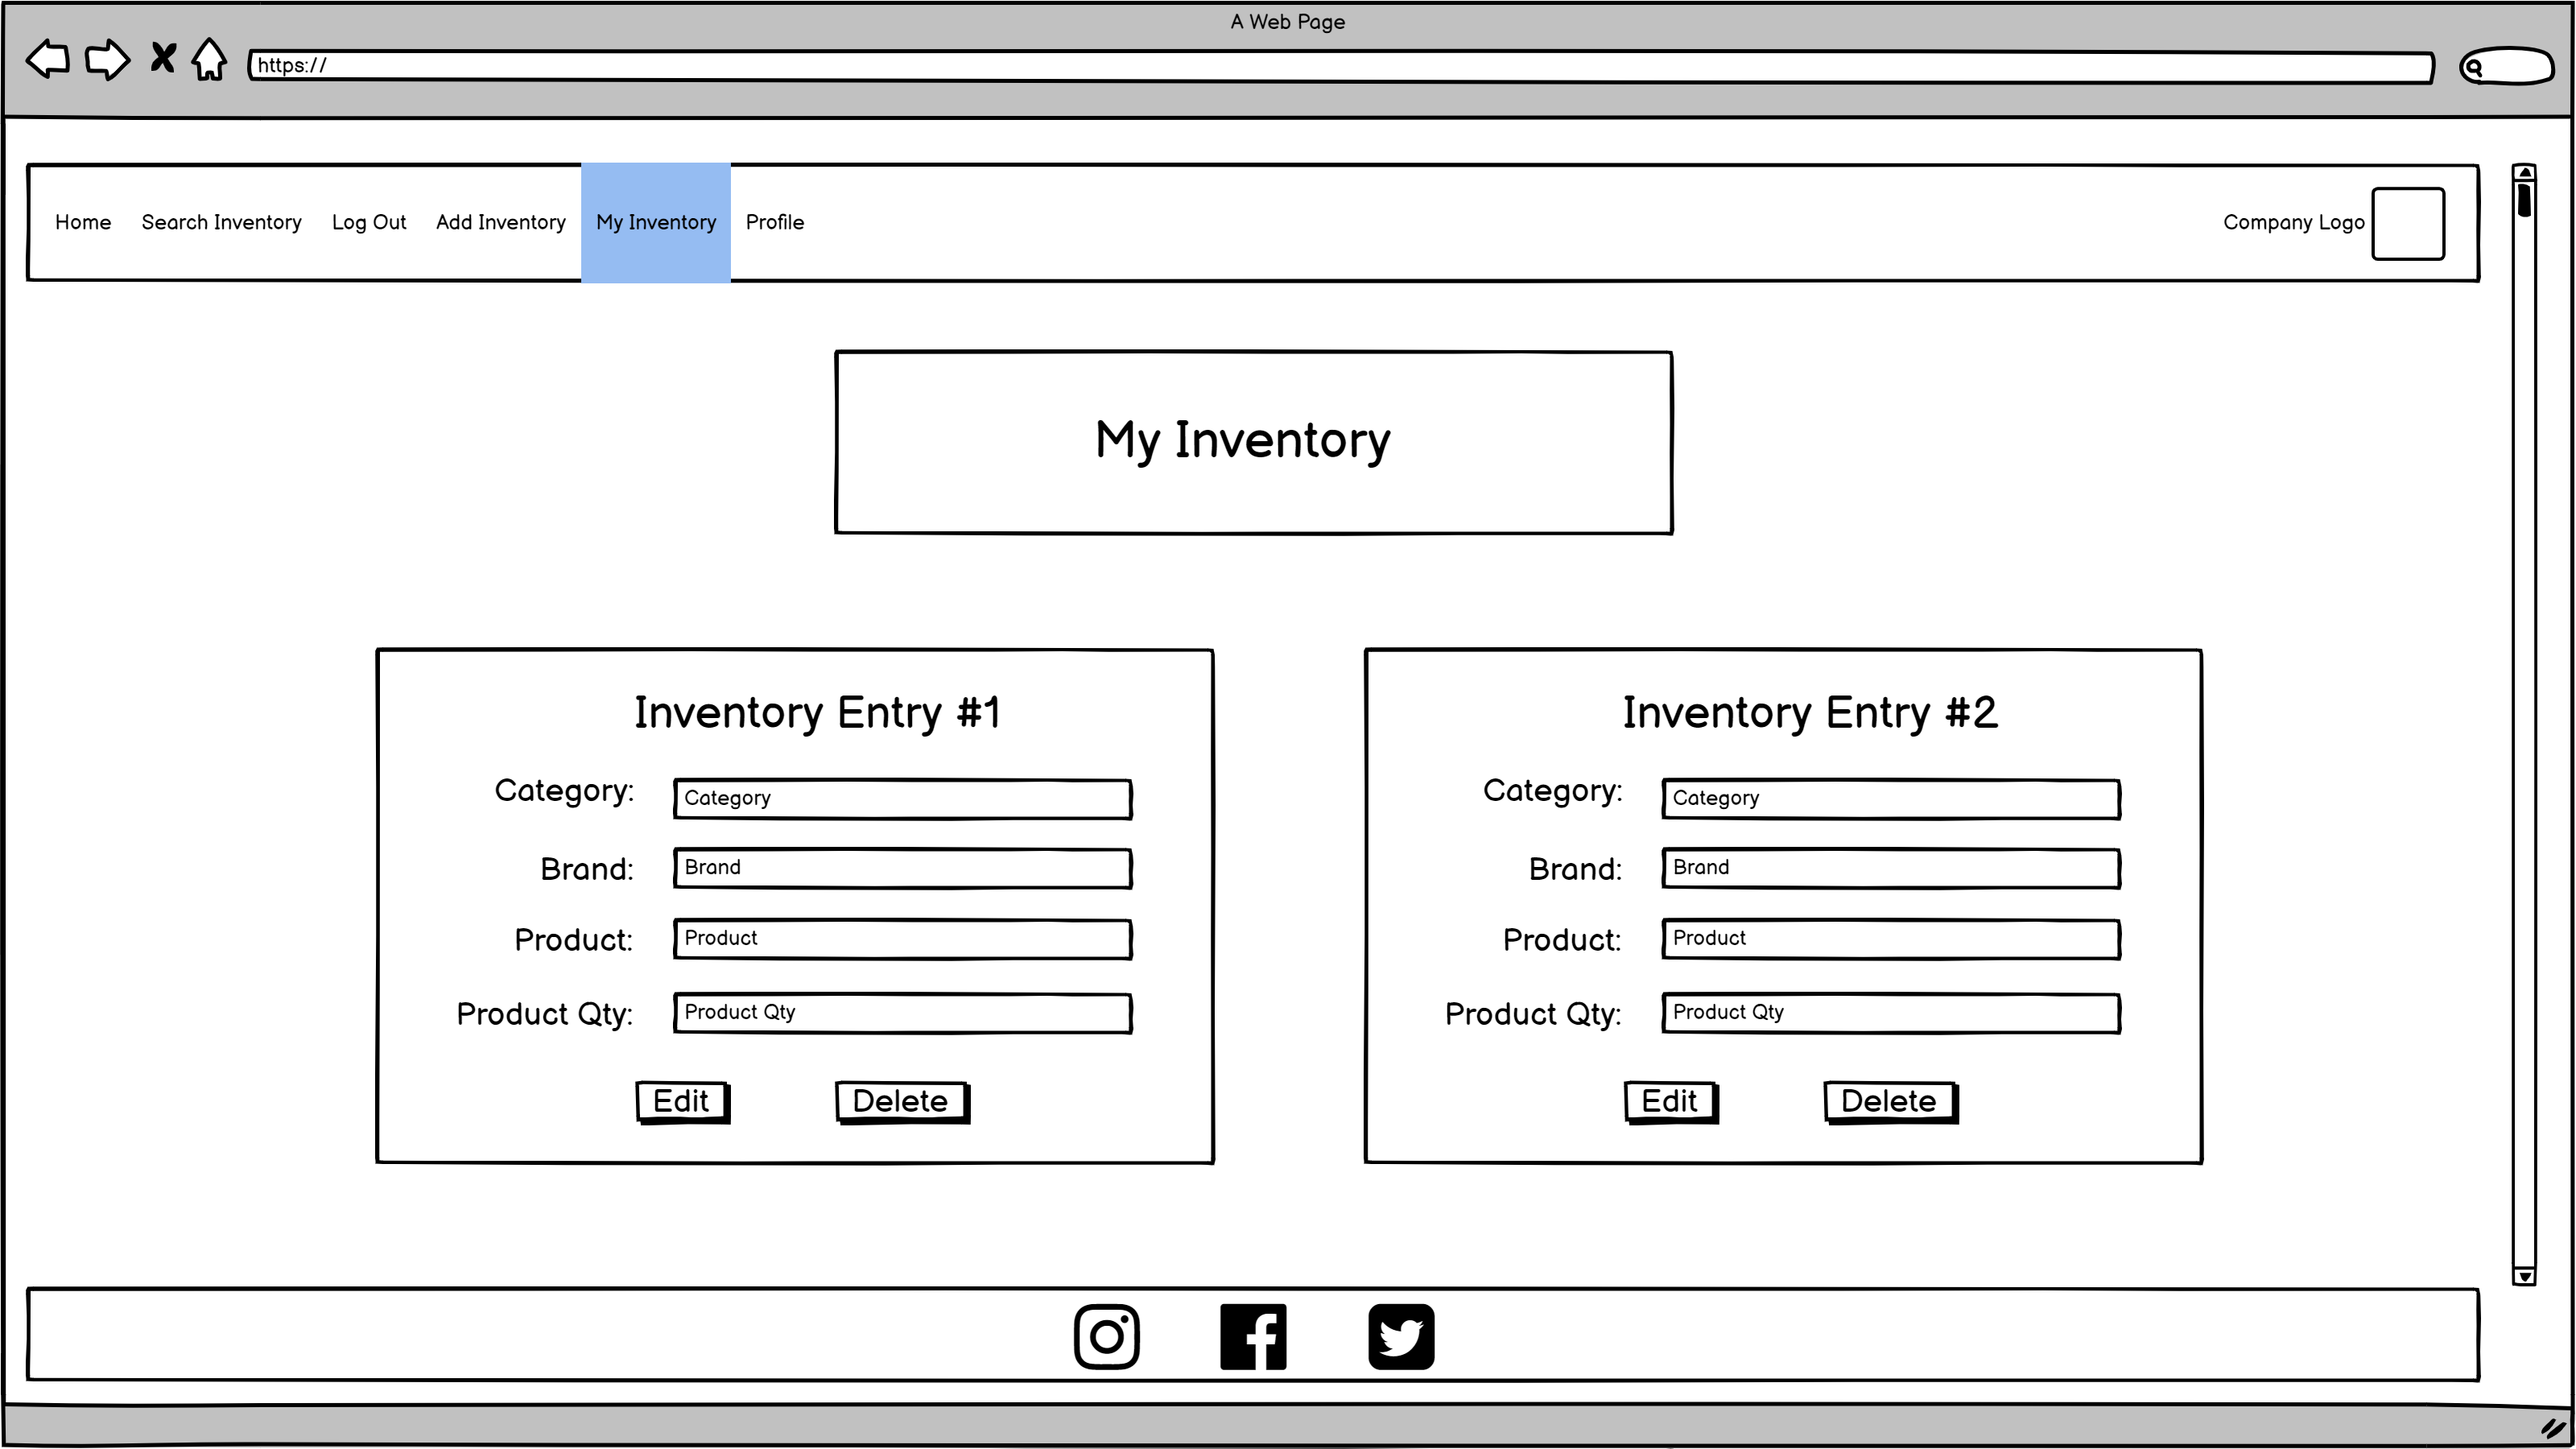 A Web Page
https://
Home Search Inventory Log Out Add Inventory My Inventory Profile Company Logo
My Inventory
Inventory Entry #1
Category: Category
Brand: Brand
Product: Product
Product Qty: Product Qty
Edit Delete
Inventory Entry #2
Category: Category
Brand: Brand
Product: Product
Product Qty: Product Qty
Edit Delete